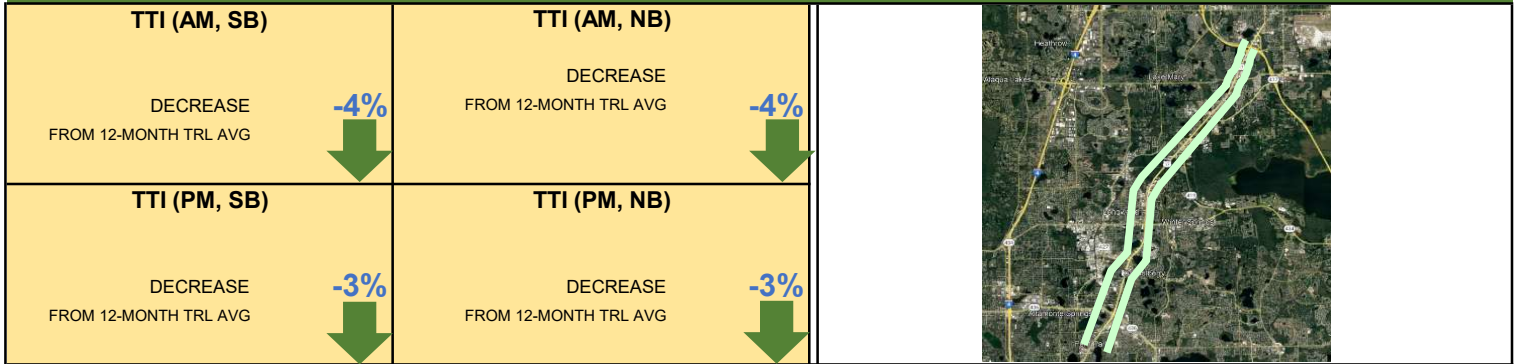 TTI (AM, SB)
DECREASE
FROM 12-MONTH TRL AVG
-4%
TTI (AM, NB)
DECREASE
FROM 12-MONTH TRL AVG
-4%
TTI (PM, SB)
DECREASE
FROM 12-MONTH TRL AVG
-3%
TTI (PM, NB)
DECREASE
FROM 12-MONTH TRL AVG
-3%
Heathrow
Lake Mary